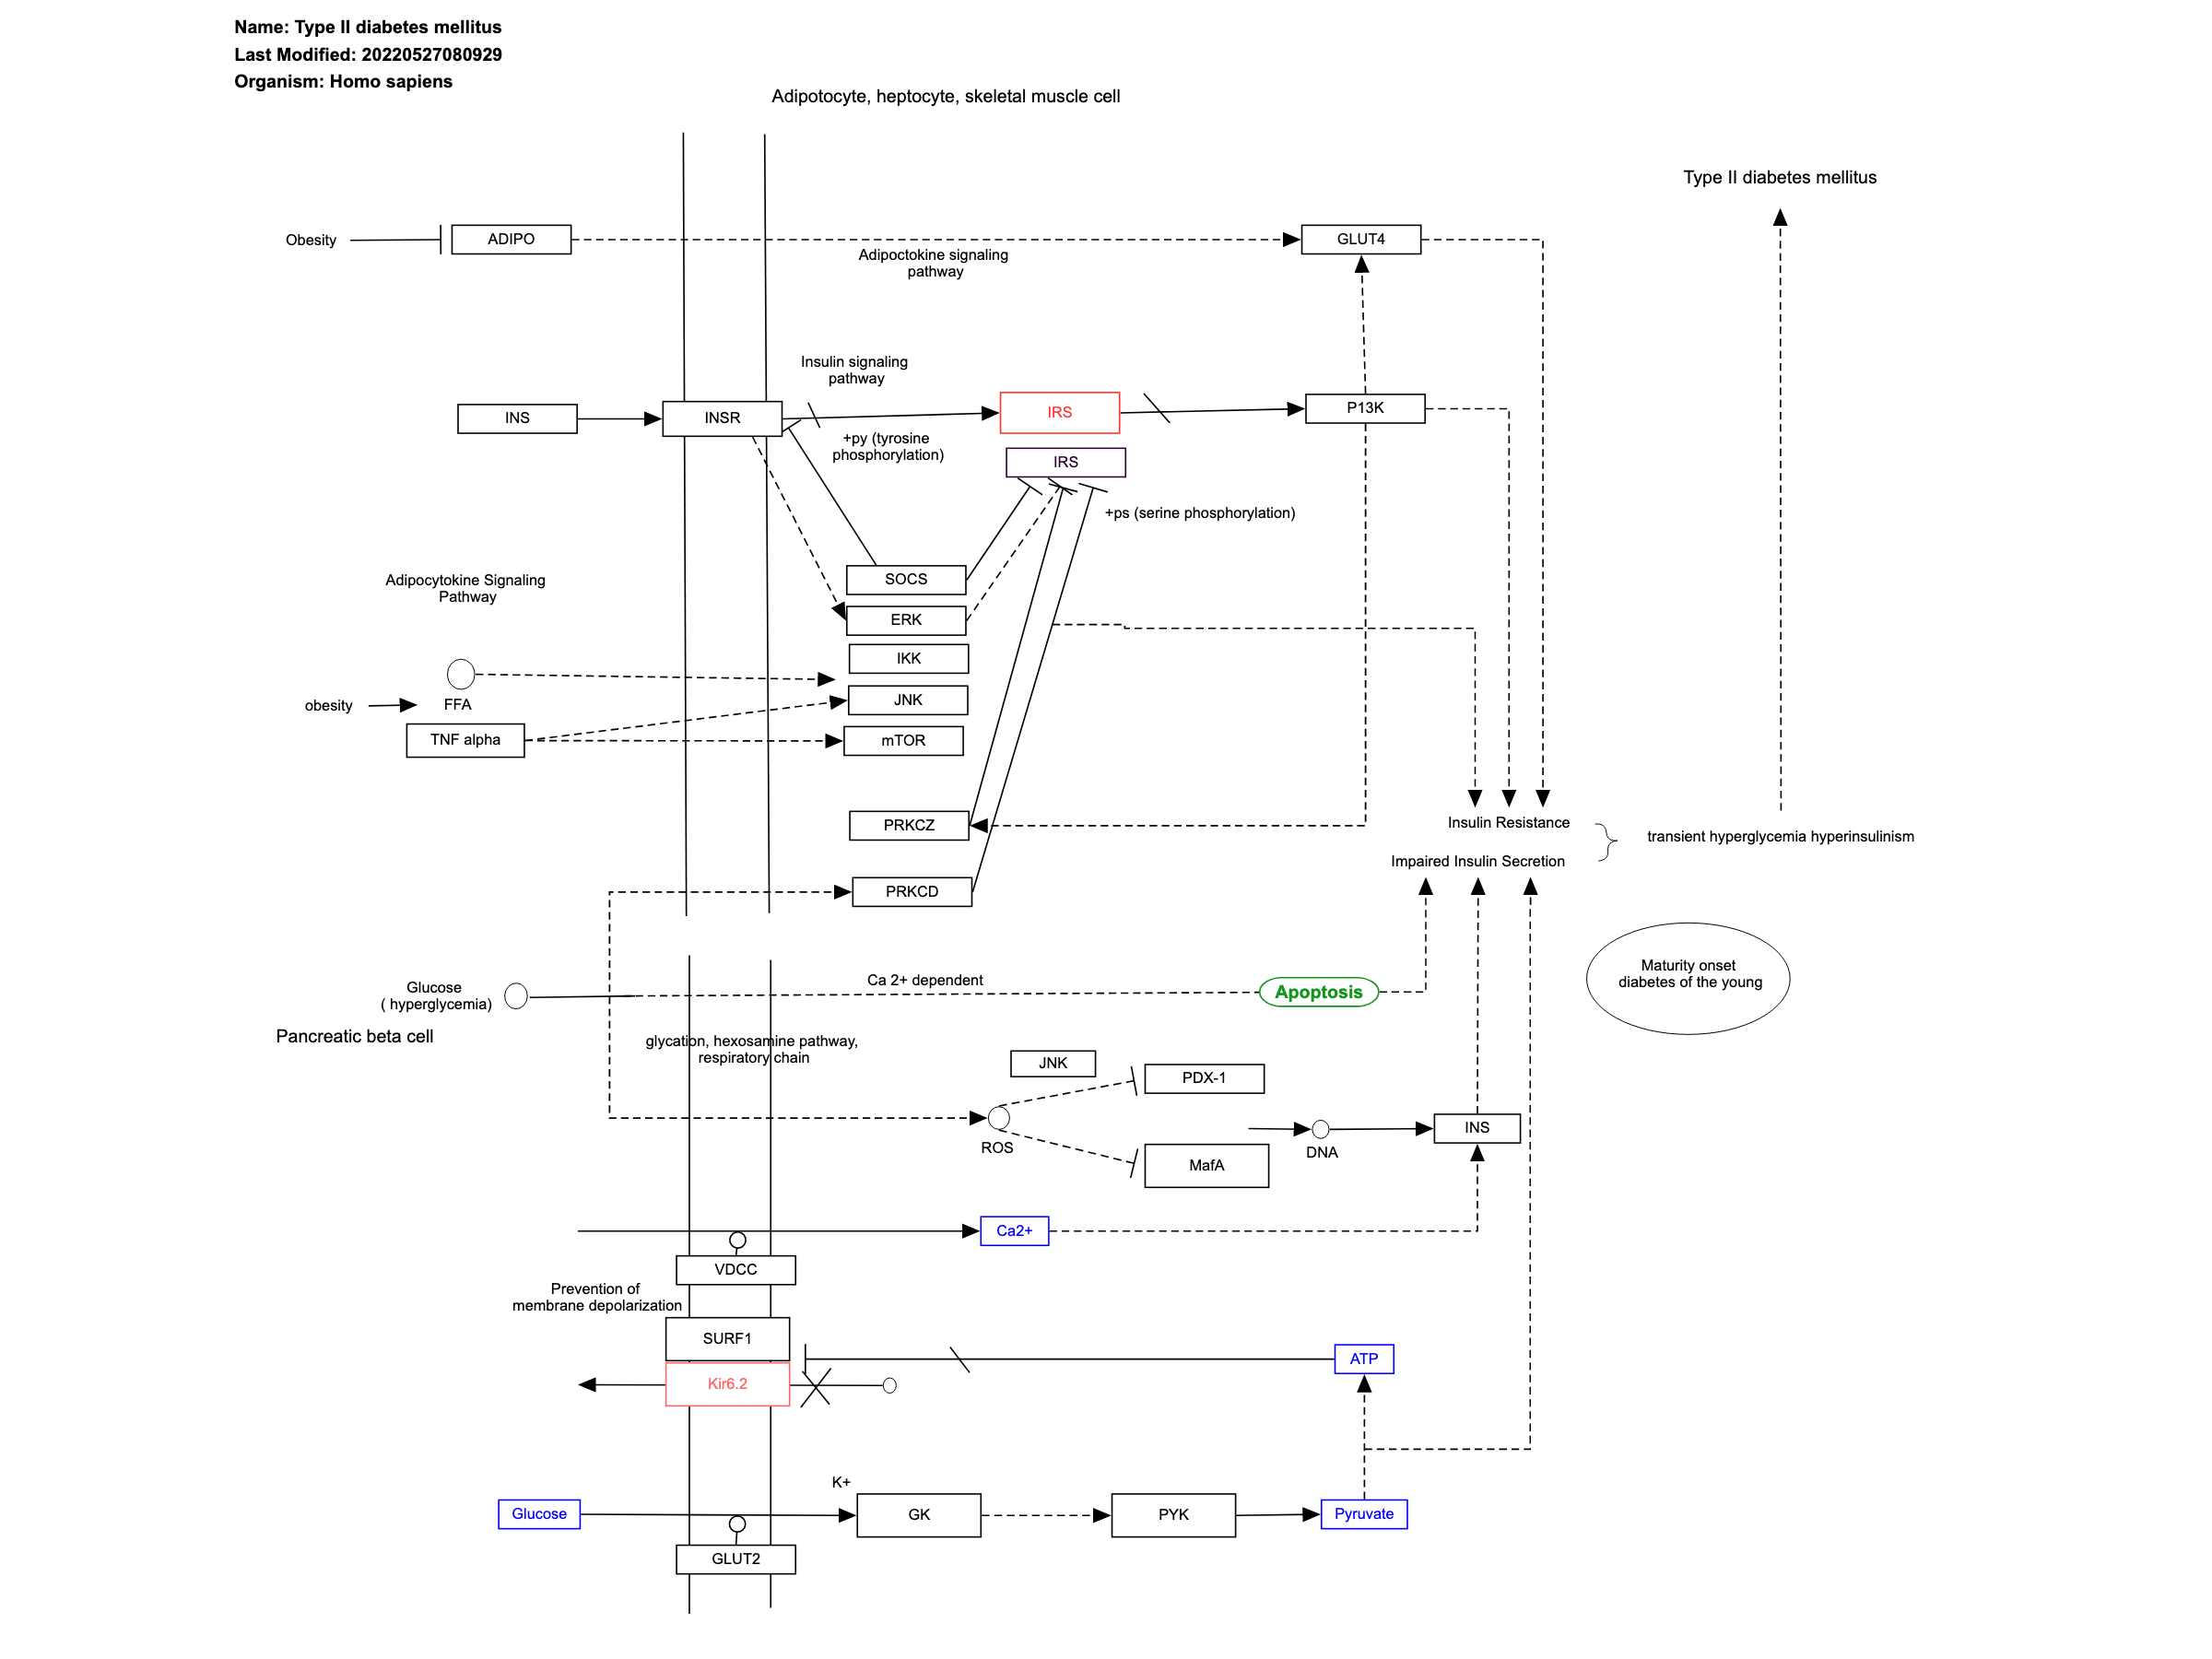 Name: Type II diabetes mellitus
Last Modified: 20220527080929
Organism: Homo sapiens
Adipotocyte, heptocyte, skeletal muscle cell
Type II diabetes mellitus
Obesity
ADIPO
GLUT4
Adipoctokine signaling
pathway
Insulin signaling
pathway
INS
INSR
IRS
P13K
+py (tyrosine
phosphorylation)
IRS
+ps (serine phosphorylation)
SOCS
Adipocytokine Signaling
Pathway
ERK
IKK
JNK
obesity
FFA
TNF alpha
mTOR
PRKCZ
Insulin Resistance
transient hyperglycemia hyperinsulinism
Impaired Insulin Secretion
PRKCD
Maturity onset
diabetes of the young
Glucose
( hyperglycemia)
Ca 2+ dependent
Apoptosis
Pancreatic beta cell
glycation, hexosamine pathway,
respiratory chain
JNK
PDX-1
ROS
DNA
INS
MafA
Ca2+
VDCC
Prevention of
membrane depolarization
SURF1
ATP
Kir6.2
K+
Glucose
GK
PYK
Pyruvate
GLUT2